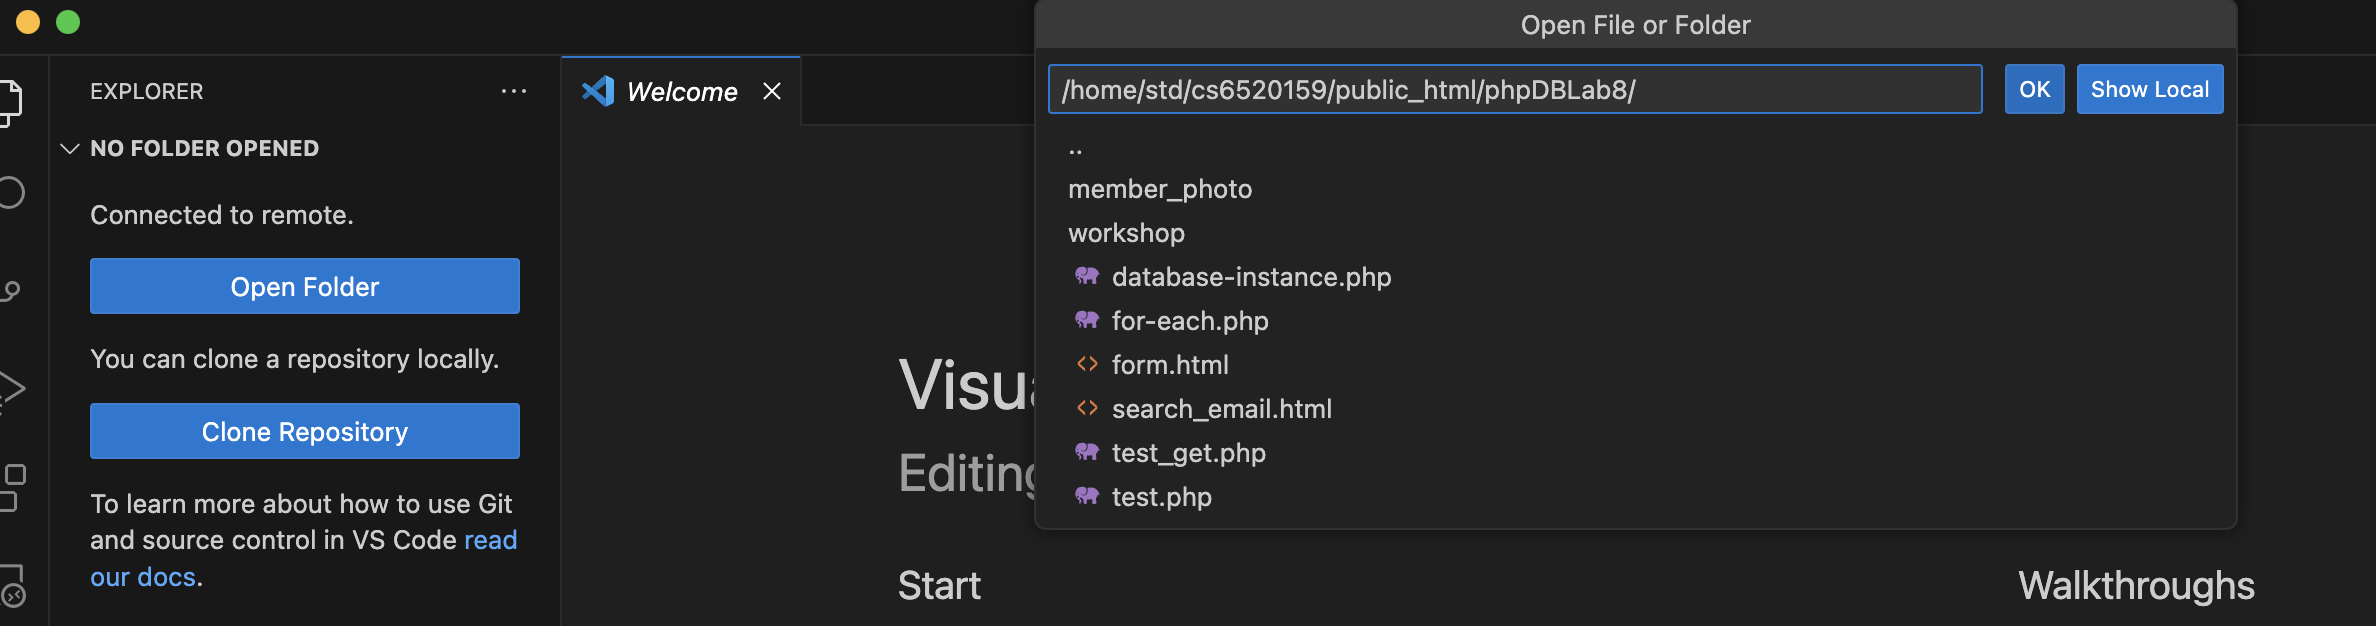 Open File or Folder
/home/std/cs6520159/public_html/phpDBLab8/
OK
Show Local
..
member_photo
workshop
database-instance.php
for-each.php
form.html
search_email.html
test_get.php
test.php
EXPLORER
NO FOLDER OPENED
Connected to remote.
Open Folder
You can clone a repository locally.
Clone Repository
To learn more about how to use Git
and source control in VS Code read
our docs.
Welcome
Editing
Start
Walkthroughs